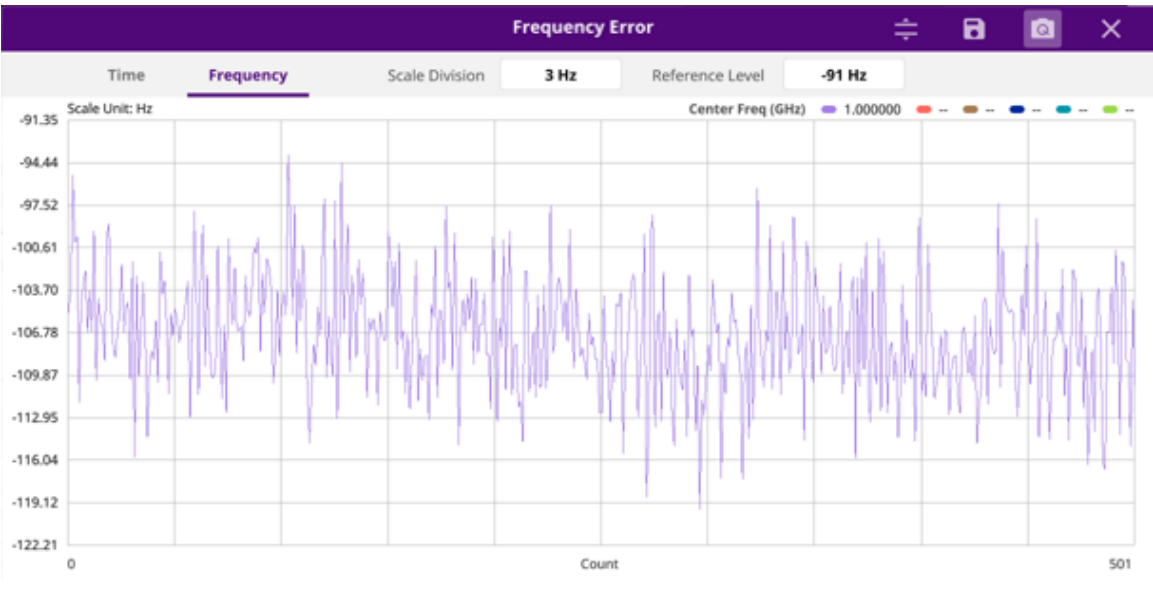 Frequency Error
Time Frequency Scale Division 3 Hz Reference Level -91 Hz
Scale Unit: Hz Center Freq (GHz) 1.000000 -- -- -- -- --
-91.35
-94.44
-97.52
-100.61
-103.70
-106.78
-109.87
-112.95
-116.04
-119.12
-122.21
0 Count 501